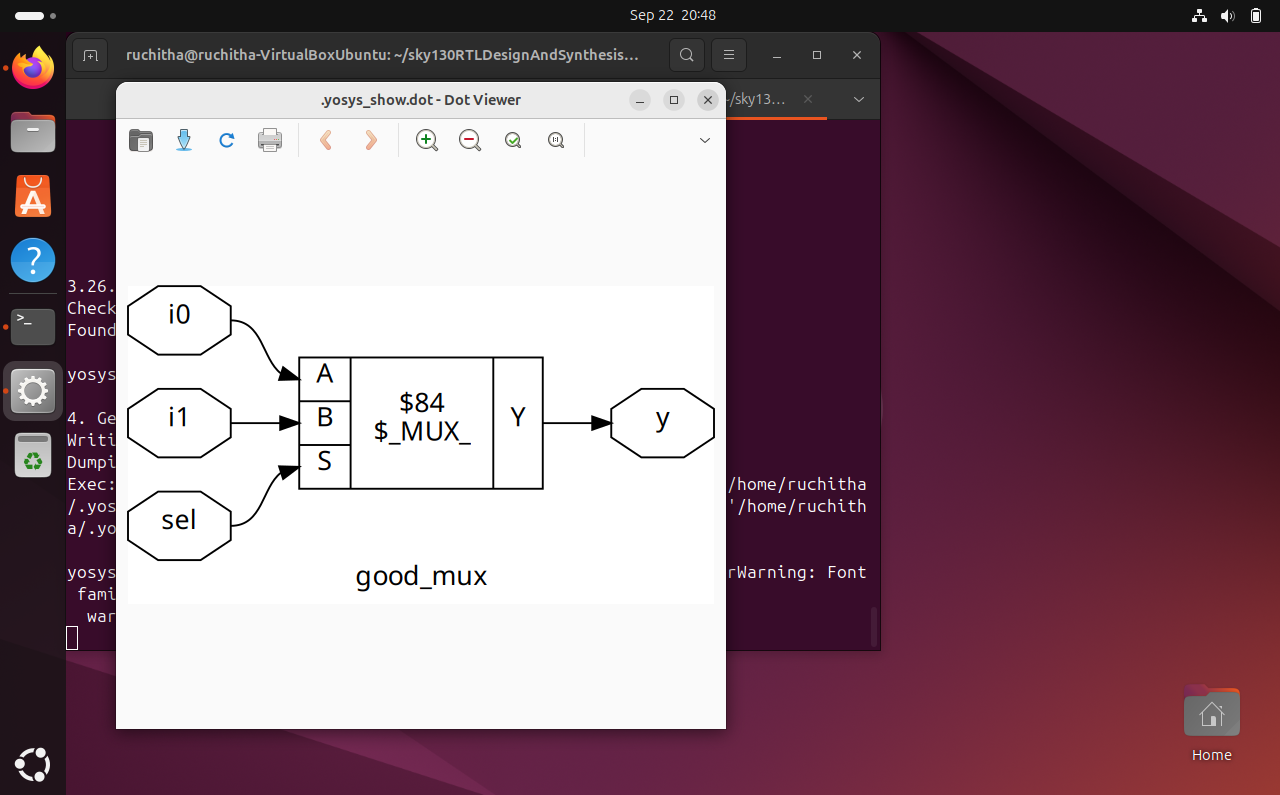 Sep 22 20:48
ruchitha@ruchitha-VirtualBoxUbuntu: ~/sky130RTLDesignAndSynthesis…
.yosys_show.dot - Dot Viewer
~/sky13…
3.26.
Check
Found
yosys
4. Ge
Writi
Dumpi
Exec: /home/ruchitha
/.yos '/home/ruchith
a/.yo
yosys rWarning: Font
fami
war
i0
i1
sel
A
B
S
$84
$_MUX_
Y
y
good_mux
Home